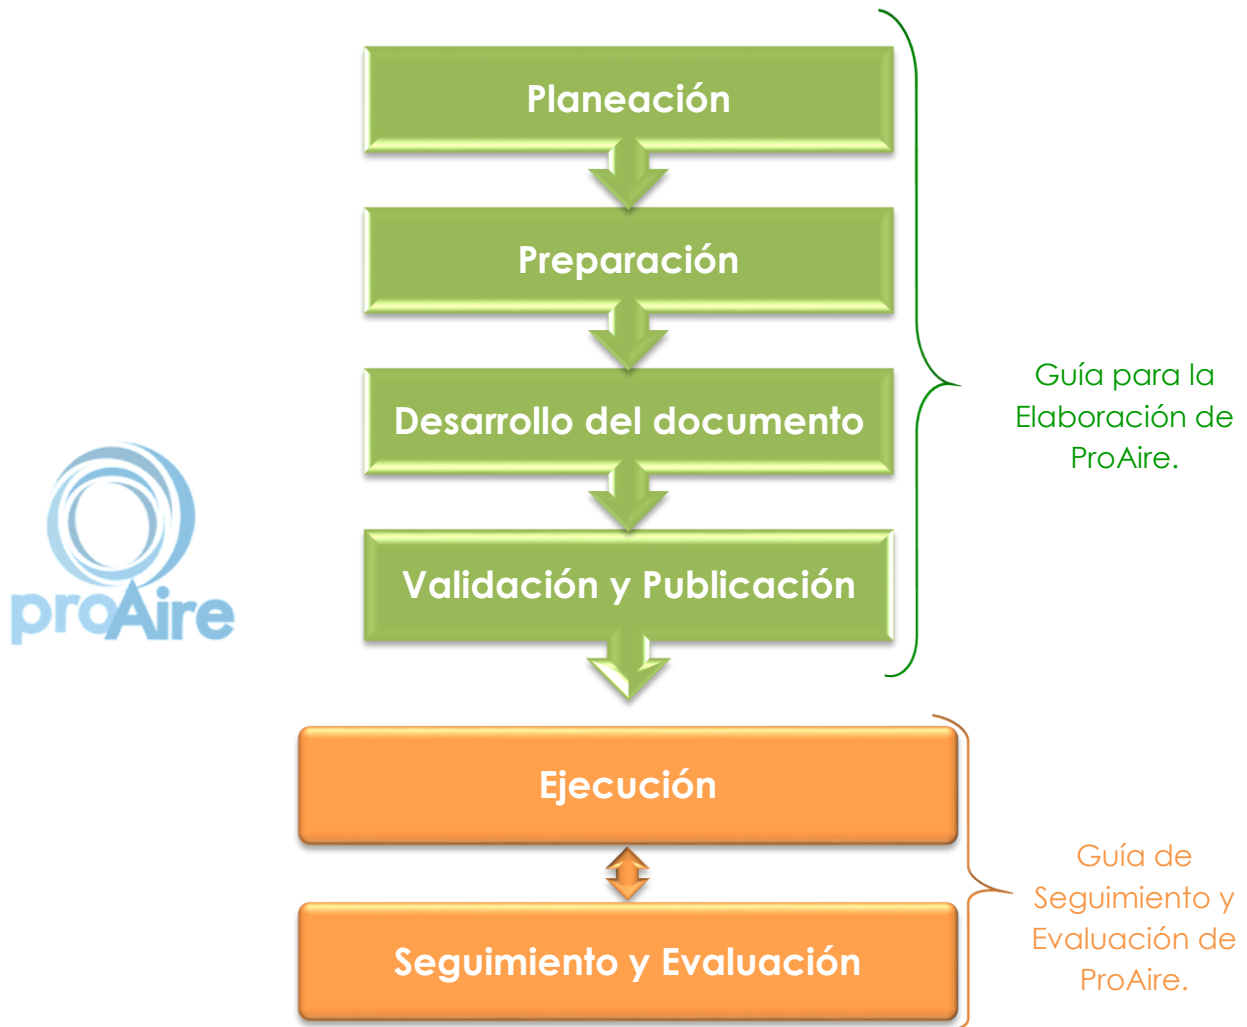 Planeación
Preparación
Desarrollo del documento
Validación y Publicación
Guía para la
Elaboración de
ProAire.
proAire
Ejecución
Seguimiento y Evaluación
Guía de
Seguimiento y
Evaluación de
ProAire.